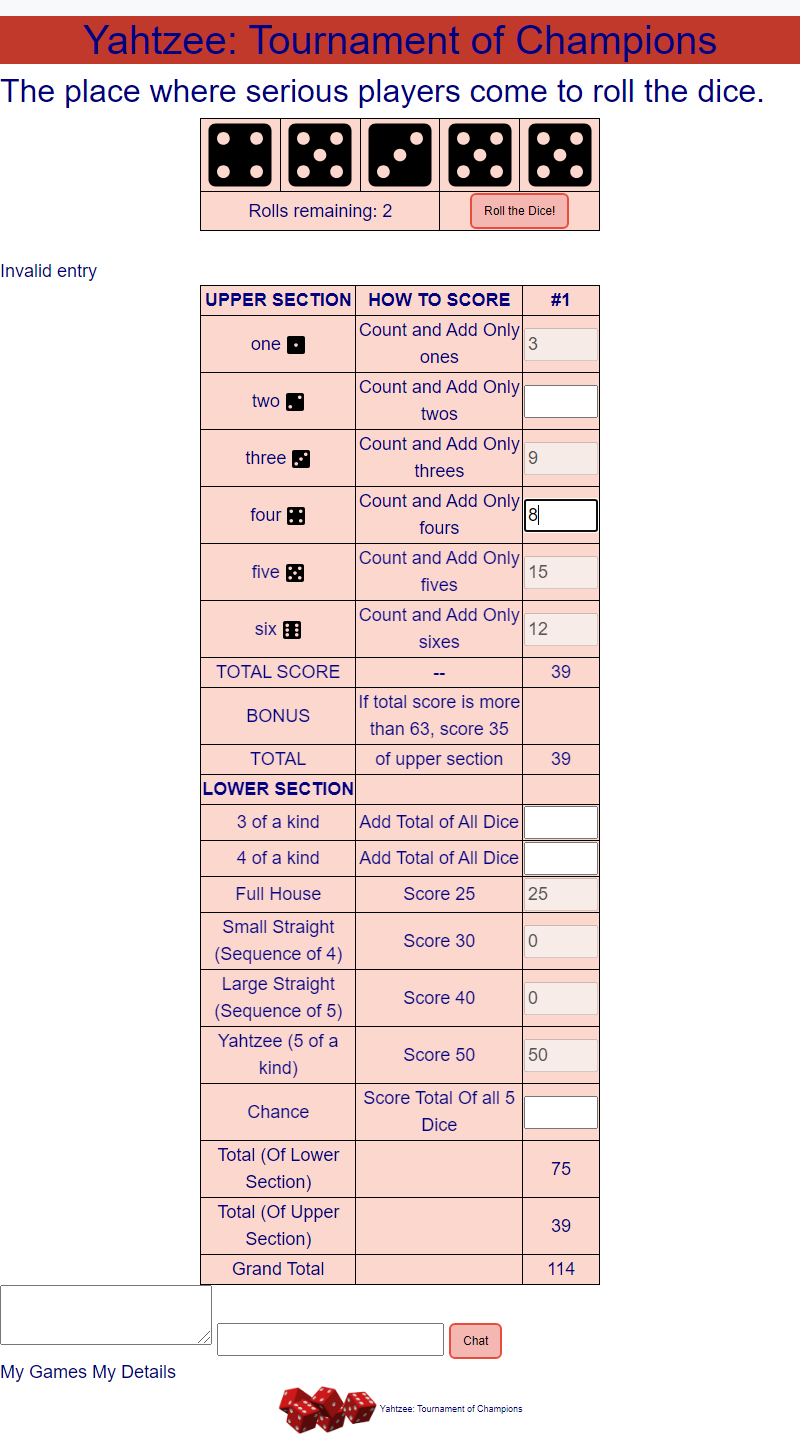 Yahtzee: Tournament of Champions
The place where serious players come to roll the dice.
Rolls remaining: 2 Roll the Dice!
Invalid entry
UPPER SECTION HOW TO SCORE #1
one Count and Add Only ones 3
two Count and Add Only twos
three Count and Add Only threes 9
four Count and Add Only fours 8
five Count and Add Only fives 15
six Count and Add Only sixes 12
TOTAL SCORE -- 39
BONUS If total score is more than 63, score 35
TOTAL of upper section 39
LOWER SECTION
3 of a kind Add Total of All Dice
4 of a kind Add Total of All Dice
Full House Score 25 25
Small Straight (Sequence of 4) Score 30 0
Large Straight (Sequence of 5) Score 40 0
Yahtzee (5 of a kind) Score 50 50
Chance Score Total Of all 5 Dice
Total (Of Lower Section) 75
Total (Of Upper Section) 39
Grand Total 114
Chat
My Games My Details
Yahtzee: Tournament of Champions